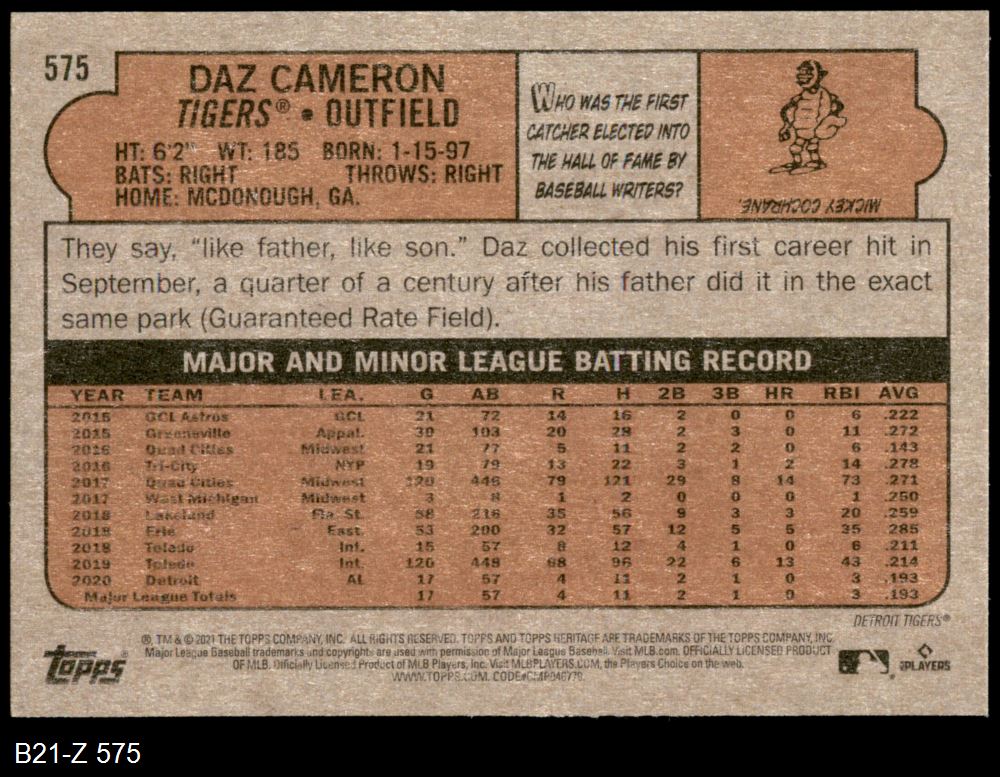 575
DAZ CAMERON
TIGERS® • OUTFIELD
HT: 6'2" WT: 185 BORN: 1-15-97
BATS: RIGHT THROWS: RIGHT
HOME: MCDONOUGH, GA.
WHO WAS THE FIRST
CATCHER ELECTED INTO
THE HALL OF FAME BY
BASEBALL WRITERS?
MICKEY COCHRANE.
They say, “like father, like son.” Daz collected his first career hit in
September, a quarter of a century after his father did it in the exact
same park (Guaranteed Rate Field).
MAJOR AND MINOR LEAGUE BATTING RECORD
YEAR TEAM LEA. G AB R H 2B 3B HR RBI AVG
2015 GCL Astros GCL 21 72 14 16 2 0 0 6 .222
2015 Greeneville Appal. 30 103 20 28 2 3 0 11 .272
2016 Quad Cities Midwest 21 77 5 11 2 2 0 6 .143
2016 Tri-City NYP 19 79 13 22 3 1 2 14 .278
2017 Quad Cities Midwest 120 446 79 121 29 8 14 73 .271
2017 West Michigan Midwest 3 8 1 2 0 0 0 1 .250
2018 Lakeland Fla. St. 58 216 35 56 9 3 3 20 .259
2018 Erie East. 53 200 32 57 12 5 5 35 .285
2018 Toledo Int. 15 57 8 12 4 1 0 6 .211
2019 Toledo Int. 120 448 68 96 22 6 13 43 .214
2020 Detroit AL 17 57 4 11 2 1 0 3 .193
Major League Totals 17 57 4 11 2 1 0 3 .193
DETROIT TIGERS®
®, TM & © 2021 THE TOPPS COMPANY, INC. ALL RIGHTS RESERVED. TOPPS AND TOPPS HERITAGE ARE TRADEMARKS OF THE TOPPS COMPANY, INC.
Major League Baseball trademarks and copyrights are used with permission of Major League Baseball. Visit MLB.com. OFFICIALLY LICENSED PRODUCT
OF MLB. Officially Licensed Product of MLB Players, Inc. Visit MLBPLAYERS.COM, the Players Choice on the web.
WWW.TOPPS.COM. CODE#
topps®
PLAYERS
B21-Z 575